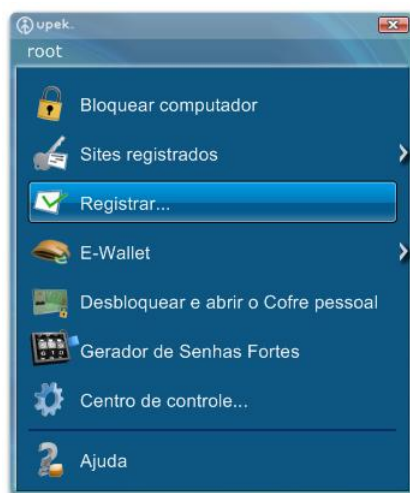 upek
root
Bloquear computador
Sites registrados
Registrar...
E-Wallet
Desbloquear e abrir o Cofre pessoal
Gerador de Senhas Fortes
Centro de controle...
Ajuda